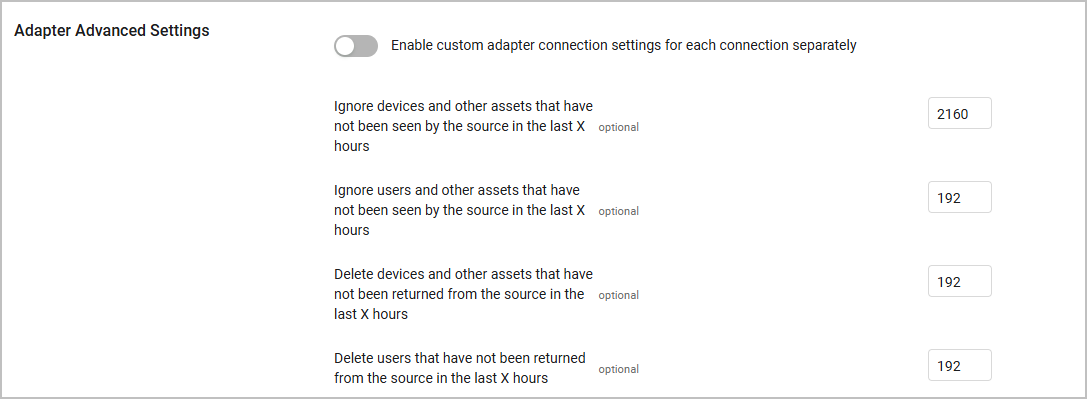 Adapter Advanced Settings
Enable custom adapter connection settings for each connection separately
Ignore devices and other assets that have
not been seen by the source in the last X
hours
optional
2160
Ignore users and other assets that have
not been seen by the source in the last X
hours
optional
192
Delete devices and other assets that have
not been returned from the source in the
last X hours
optional
192
Delete users that have not been returned
from the source in the last X hours
optional
192